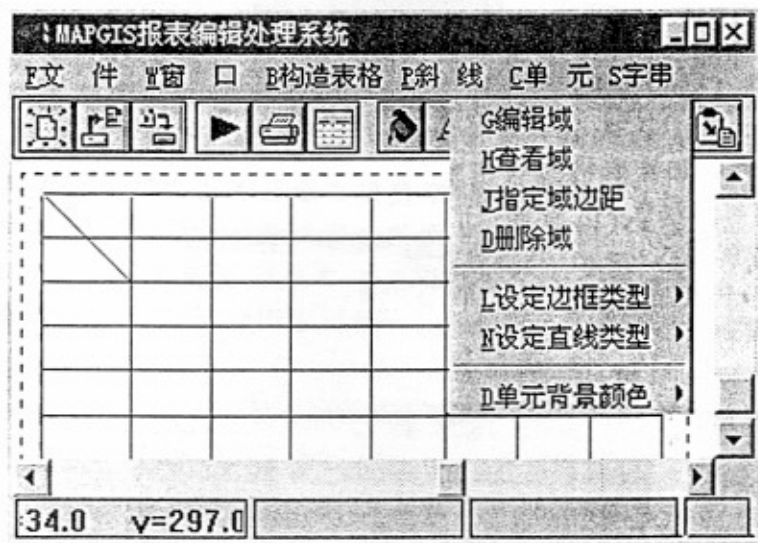 MAPGIS报表编辑处理系统
F文 件 W窗 口 B构造表格 P斜 线 C单 元 S字串
G编辑域
H查看域
J指定域边距
D删除域
L设定边框类型
N设定直线类型
D单元背景颜色
:34.0 v=297.0